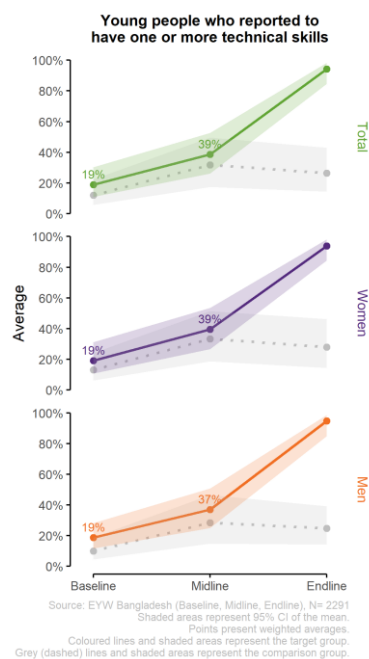 Young people who reported to
have one or more technical skills
100%
80%
60%
40%
20%
0%
19%
39%
Total
100%
80%
60%
40%
20%
0%
19%
39%
Women
Average
100%
80%
60%
40%
20%
0%
19%
37%
Men
Baseline Midline Endline
Source: EYW Bangladesh (Baseline, Midline, Endline), N= 2291
Shaded areas represent 95% CI of the mean.
Points present weighted averages.
Coloured lines and shaded areas represent the target group.
Grey (dashed) lines and shaded areas represent the comparison group.